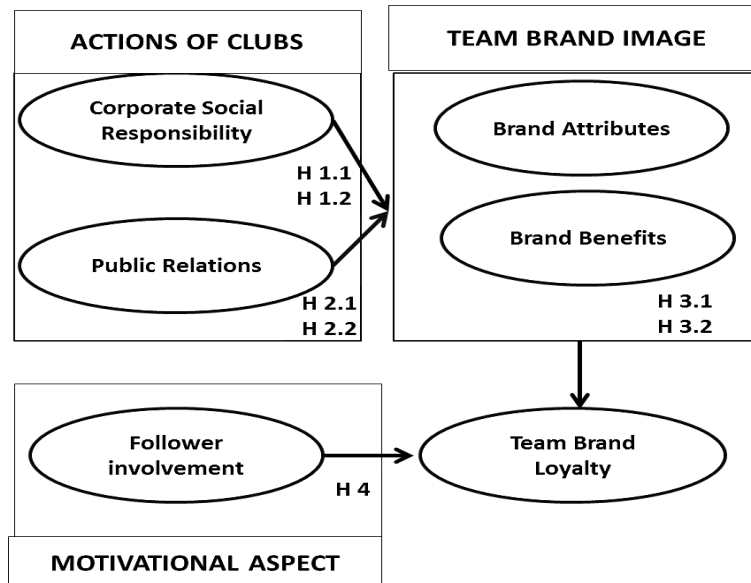 ACTIONS OF CLUBS
Corporate Social
Responsibility
H 1.1
H 1.2
Public Relations
H 2.1
H 2.2
TEAM BRAND IMAGE
Brand Attributes
Brand Benefits
H 3.1
H 3.2
Follower
involvement
H 4
Team Brand
Loyalty
MOTIVATIONAL ASPECT